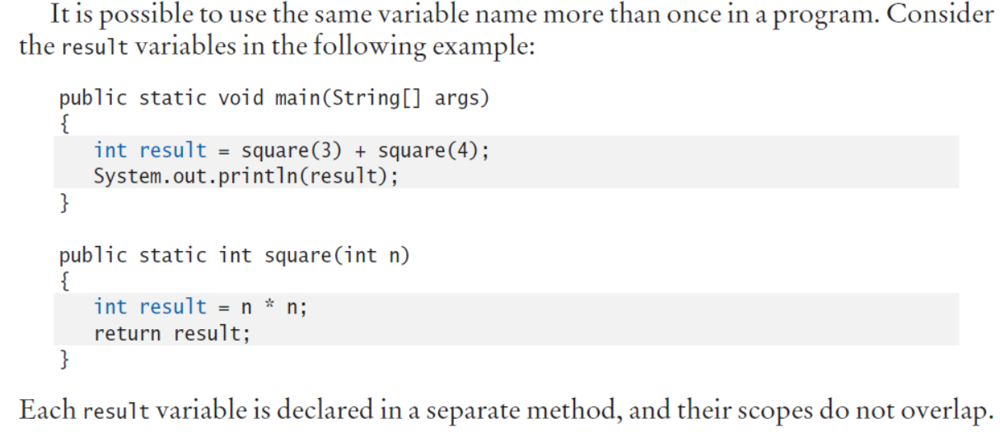 It is possible to use the same variable name more than once in a program. Consider
the result variables in the following example:
public static void main(String[] args)
{
int result = square(3) + square(4);
System.out.println(result);
}
public static int square(int n)
{
int result = n * n;
return result;
}
Each result variable is declared in a separate method, and their scopes do not overlap.